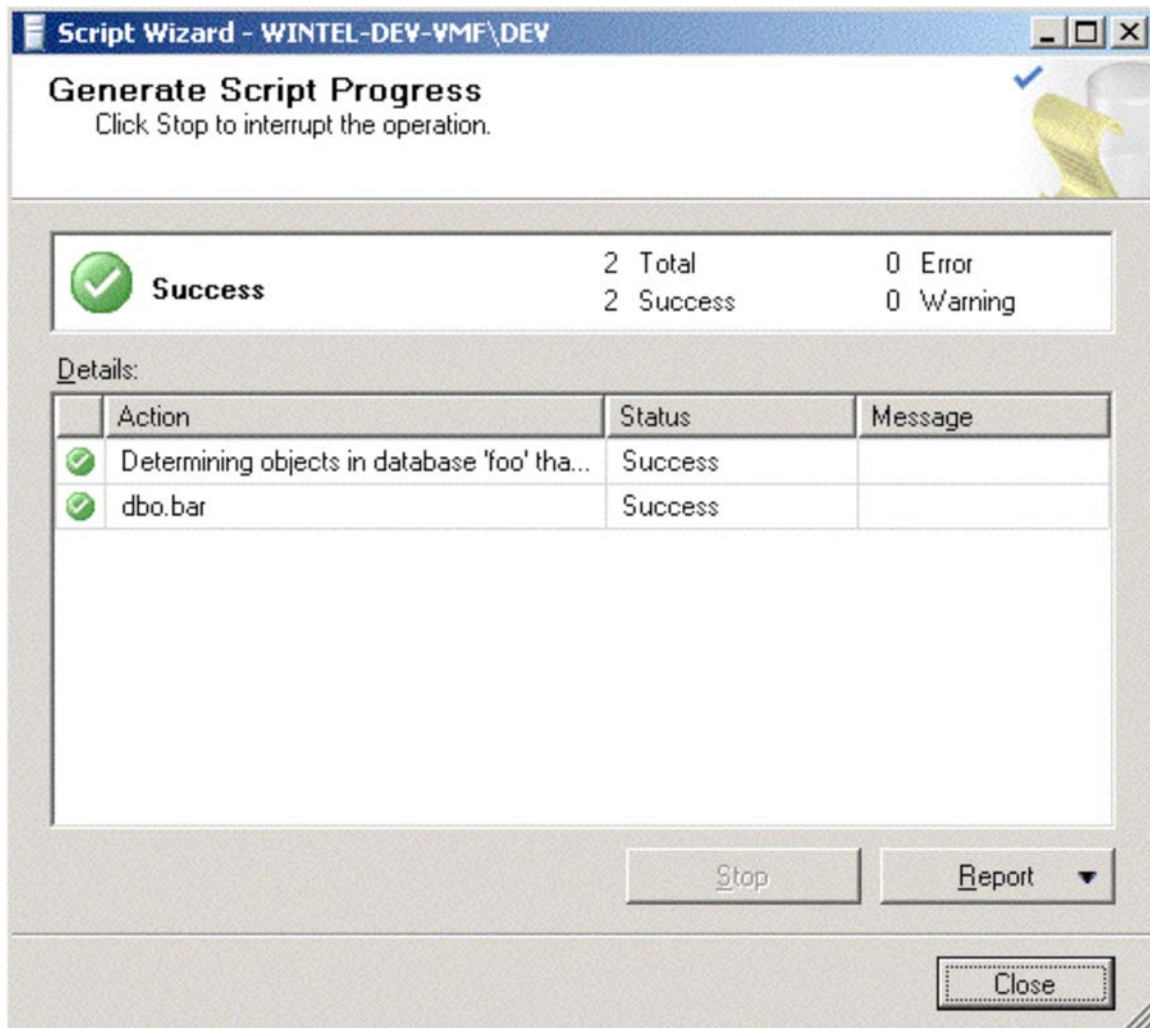 Script Wizard - WINTEL-DEV-VMF\DEV
Generate Script Progress
Click Stop to interrupt the operation.
Success 2 Total 0 Error
2 Success 0 Warning
Details:
Action Status Message
Determining objects in database 'foo' tha... Success
dbo.bar Success
Stop Report
Close